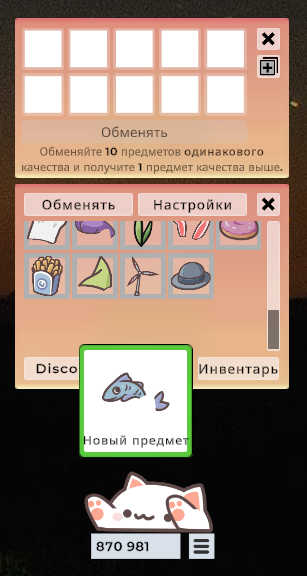 Обменять
Обменяйте 10 предметов одинакового
качества и получите 1 предмет качества выше.
Обменять Настройки
Disco Инвентарь
Новый предмет
870 981